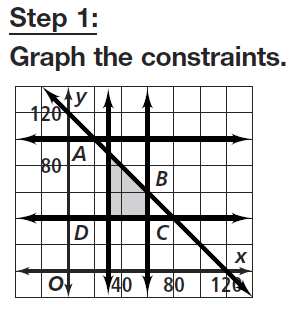 Step 1:
Graph the constraints.
y
120
80
A
B
D
C
x
O
40
80
120